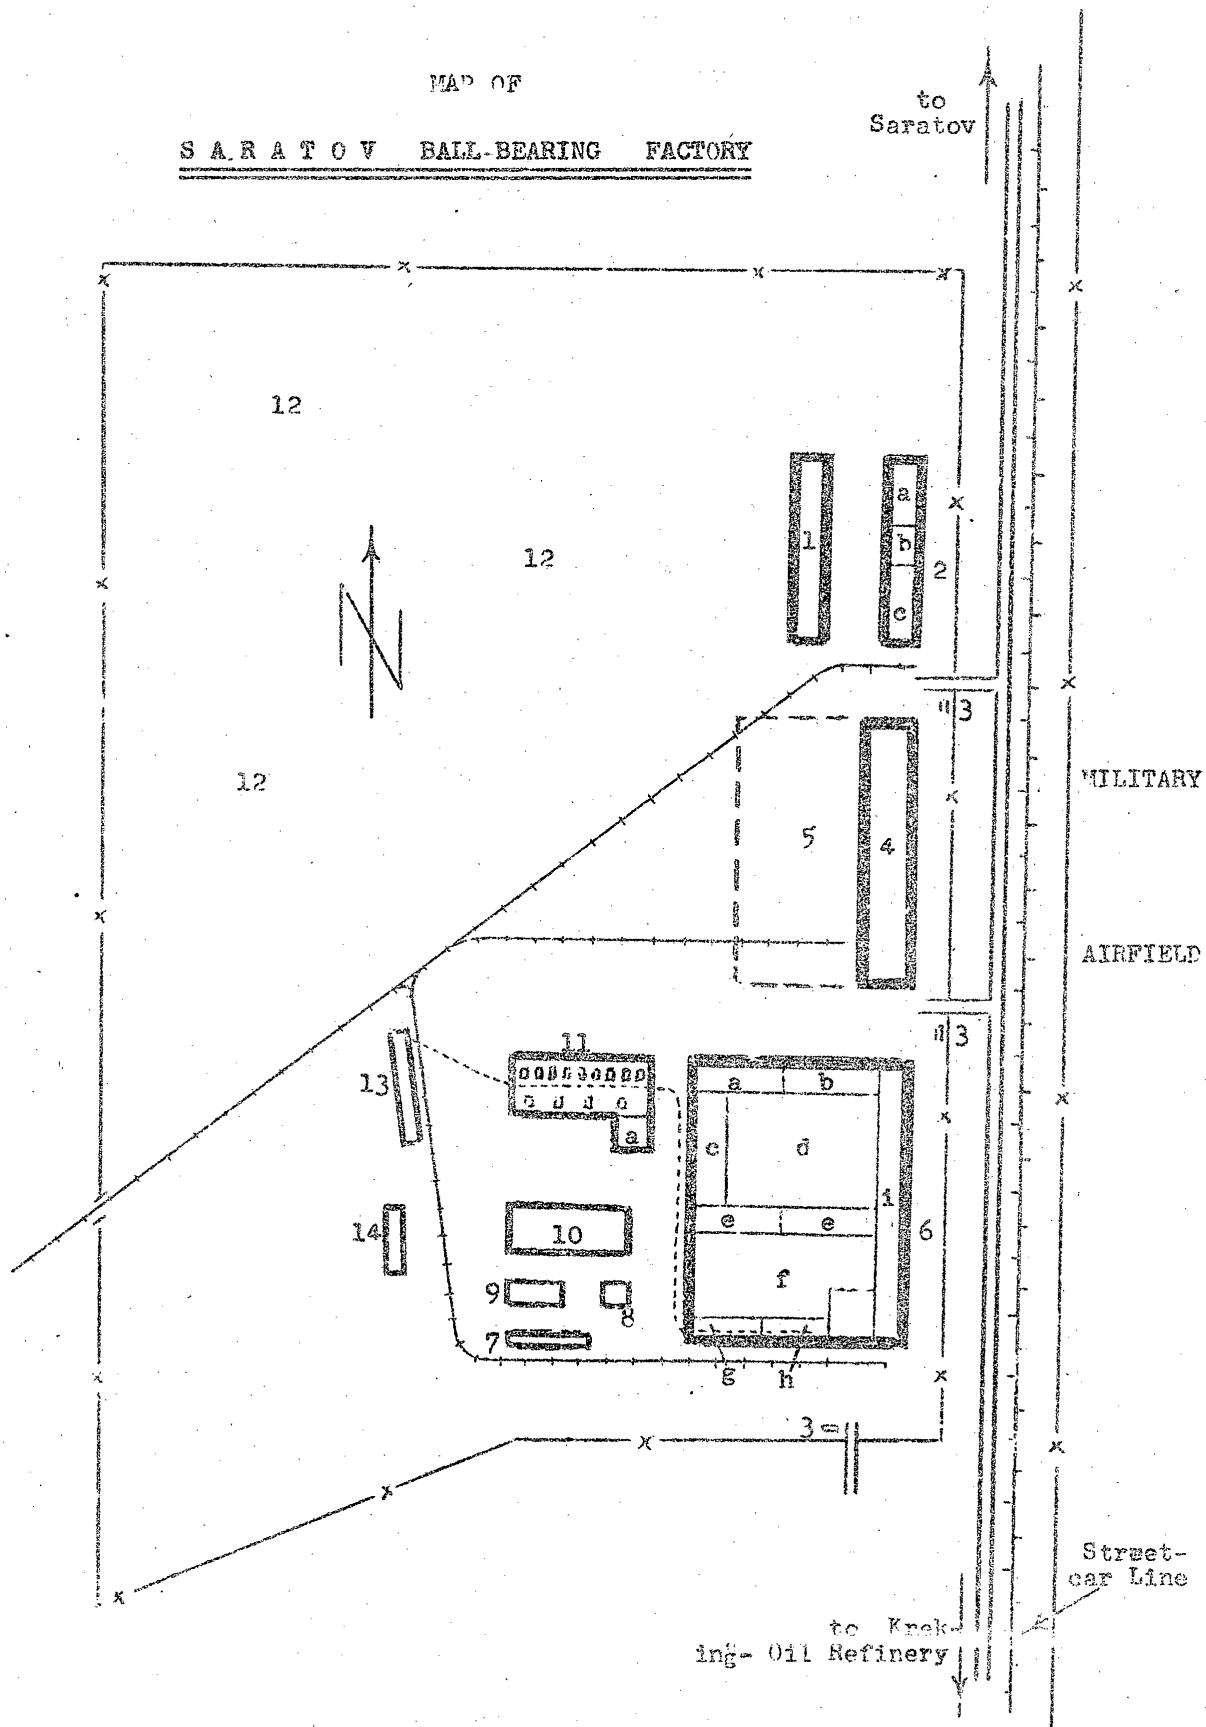 MAP OF
SARATOV BALL-BEARING FACTORY
to
Saratov
12
a
1
b
12
2
c
3
12
MILITARY
5
4
AIRFIELD
3
11
13
a
b
a
c
d
i
14
10
e
e
6
f
9
8
7
g
h
3
Street-
car Line
to Krek-
ing- Oil Refinery